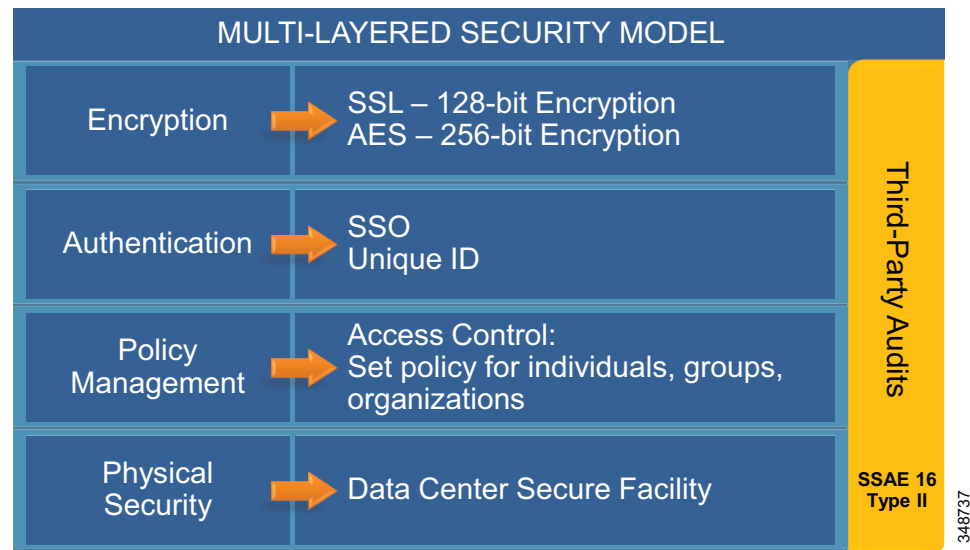 MULTI-LAYERED SECURITY MODEL
Encryption
SSL – 128-bit Encryption
AES – 256-bit Encryption
Authentication
SSO
Unique ID
Policy
Management
Access Control:
Set policy for individuals, groups,
organizations
Physical
Security
Data Center Secure Facility
Third-Party Audits
SSAE 16
Type II
348737